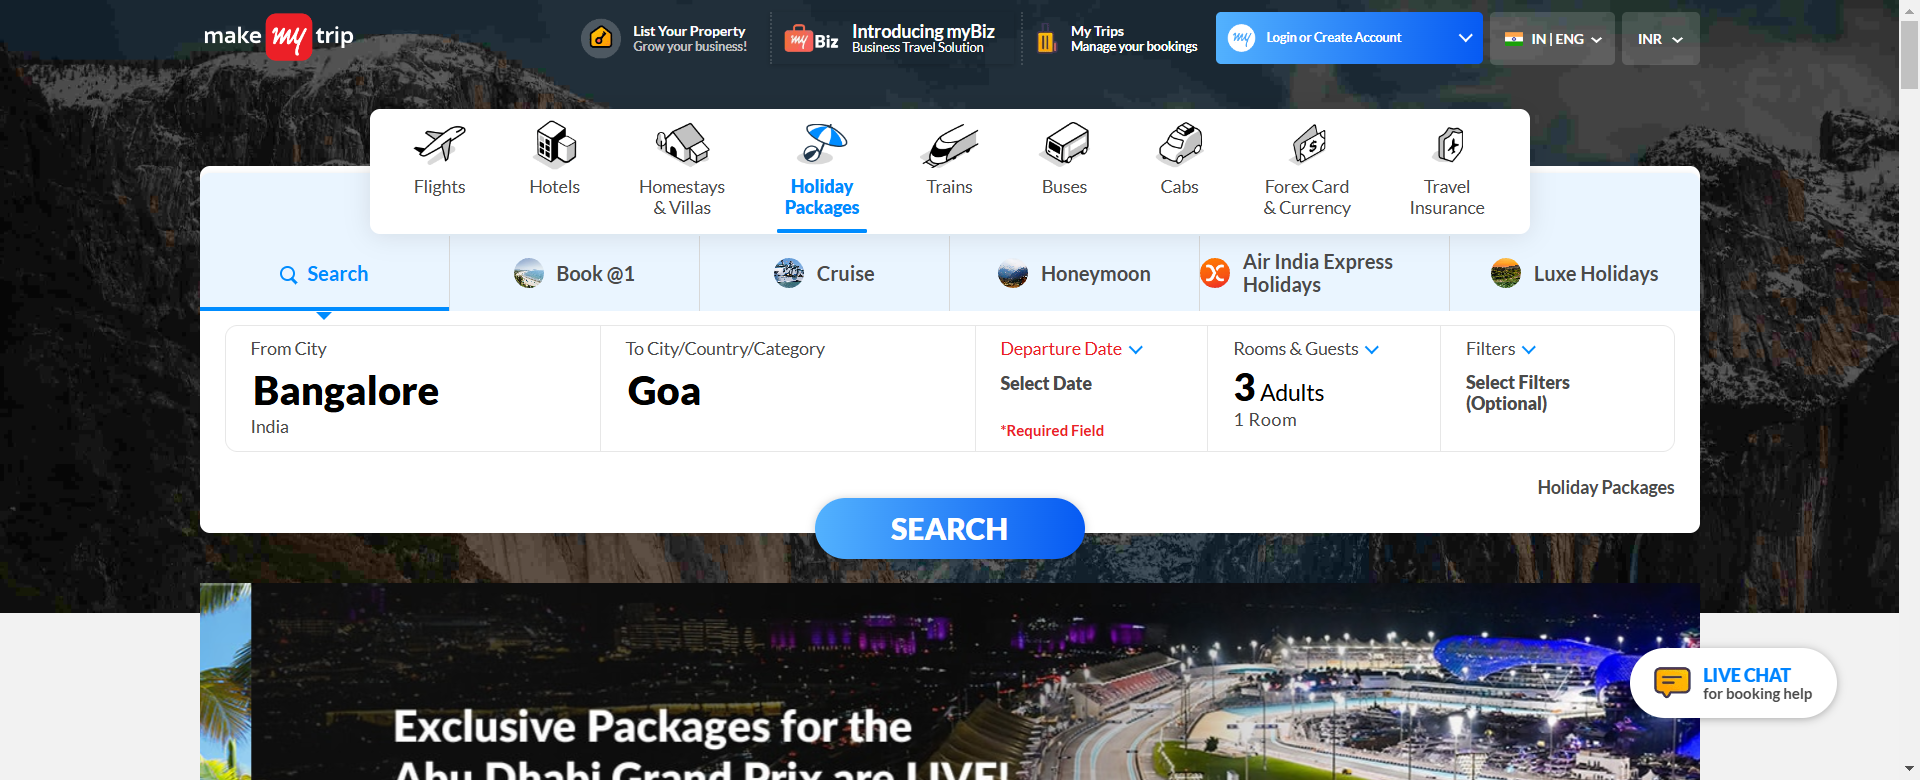 make my trip
List Your Property
Grow your business!
my Biz
Introducing myBiz
Business Travel Solution
My Trips
Manage your bookings
my
Login or Create Account
IN | ENG
INR
Flights
Hotels
Homestays
& Villas
Holiday
Packages
Trains
Buses
Cabs
Forex Card
& Currency
Travel
Insurance
Search
Book @1
Cruise
Honeymoon
Air India Express
Holidays
Luxe Holidays
From City
Bangalore
India
To City/Country/Category
Goa
Departure Date
Select Date
*Required Field
Rooms & Guests
3 Adults
1 Room
Filters
Select Filters
(Optional)
Holiday Packages
SEARCH
Exclusive Packages for the
Abu Dhabi Grand Prix are LIVE!
LIVE CHAT
for booking help